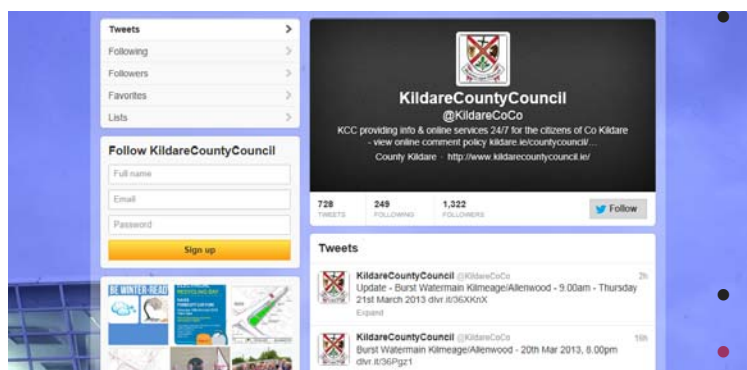 Tweets
Following
Followers
Favorites
Lists
Follow KildareCountyCouncil
Full name
Email
Password
Sign up
BE WINTER-READ
RECYCLING DAY
KildareCountyCouncil
@KildareCoCo
KCC providing info & online services 24/7 for the citizens of Co Kildare
- view online comment policy kildare.ie/countycouncil/…
County Kildare · http://www.kildarecountycouncil.ie/
728 249 1,322
TWEETS FOLLOWING FOLLOWERS
Follow
Tweets
KildareCountyCouncil @KildareCoCo 2h
Update - Burst Watermain Kilmeage/Allenwood - 9.00am - Thursday
21st March 2013 dlvr.it/36XKnX
Expand
KildareCountyCouncil @KildareCoCo
Burst Watermain Kilmeage/Allenwood - 20th Mar 2013, 8.00pm
dlvr.it/36Pgz1